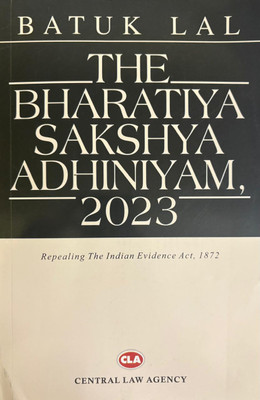 BATUK LAL
THE
BHARATIYA
SAKSHYA
ADHINIYAM,
2023
Repealing The Indian Evidence Act, 1872
CLA
CENTRAL LAW AGENCY